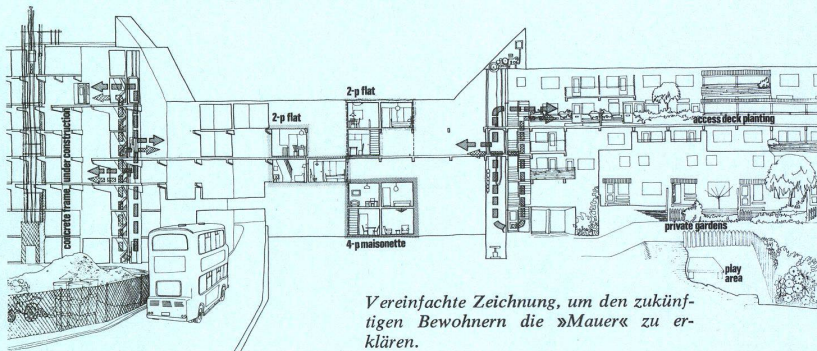 concrete frame under construction
2-p flat
2-p flat
4-p maisonette
access deck planting
private gardens
play
area
Vereinfachte Zeichnung, um den zukünf-
tigen Bewohnern die »Mauer« zu er-
klären.